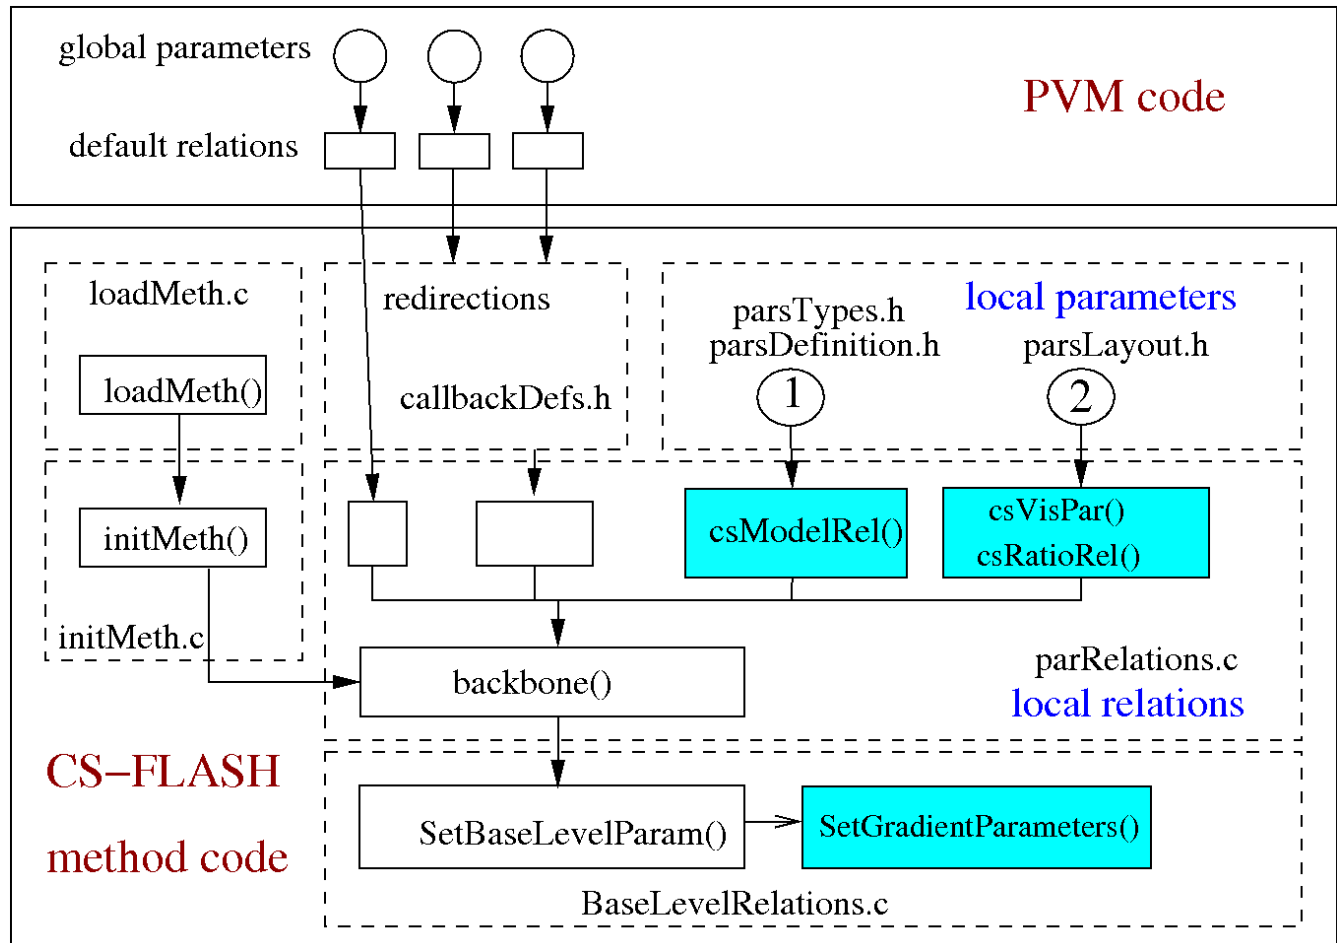 global parameters
PVM code
default relations
loadMeth.c
redirections
local parameters
parsTypes.h
parsDefinition.h
parsLayout.h
loadMeth()
callbackDefs.h
1
2
initMeth()
csModelRel()
csVisPar()
csRatioRel()
initMeth.c
parRelations.c
backbone()
local relations
CS−FLASH
method code
SetBaseLevelParam()
SetGradientParameters()
BaseLevelRelations.c